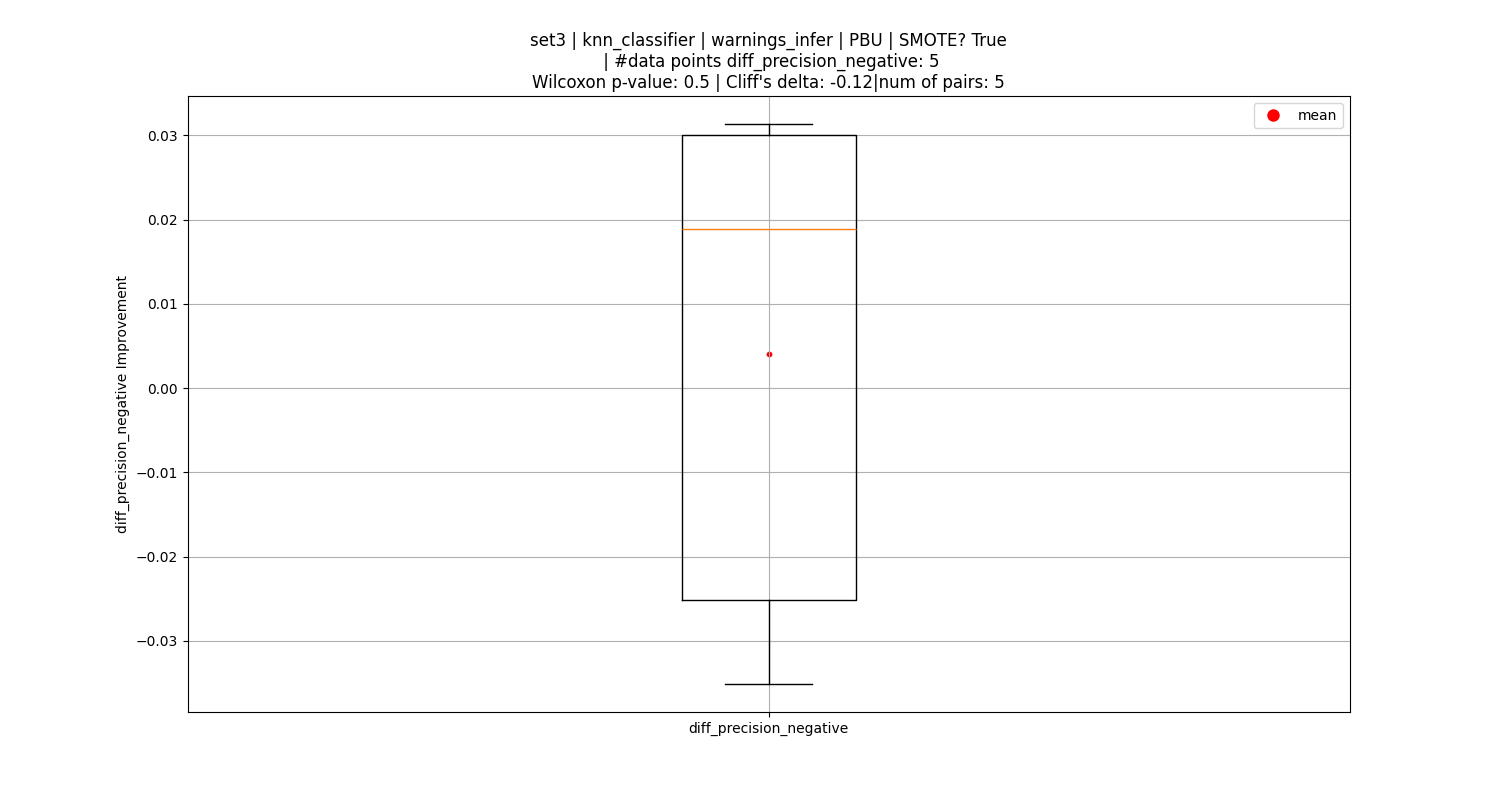 set3 | knn_classifier | warnings_infer | PBU | SMOTE? True
| #data points diff_precision_negative: 5
Wilcoxon p-value: 0.5 | Cliff's delta: -0.12|num of pairs: 5
mean
0.03
0.02
0.01
0.00
−0.01
−0.02
−0.03
diff_precision_negative Improvement
diff_precision_negative